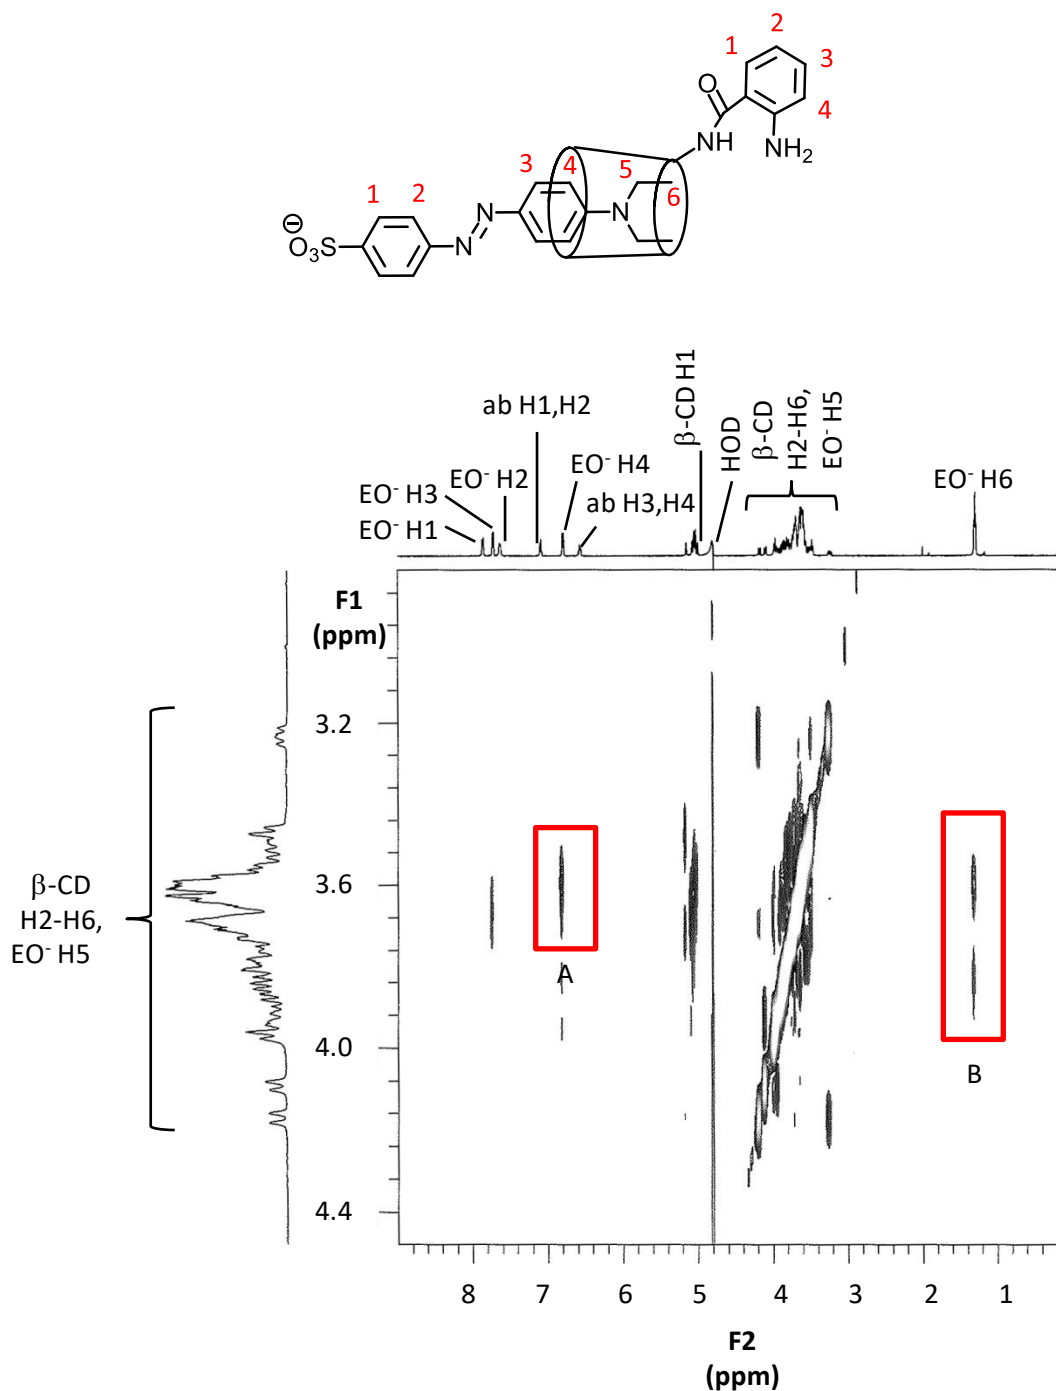 2
1
3
O
4
NH
NH₂
3
4
5
6
1
2
N
N
N
⊖
O₃S
β-CD H1
HOD
β-CD
H2-H6,
EO⁻ H5
ab H1,H2
EO⁻ H4
EO⁻ H6
EO⁻ H2
EO⁻ H3
ab H3,H4
EO⁻ H1
F1
(ppm)
3.2
β-CD
H2-H6,
EO⁻ H5
3.6
A
4.0
B
4.4
8 7 6 5 4 3 2 1
F2
(ppm)